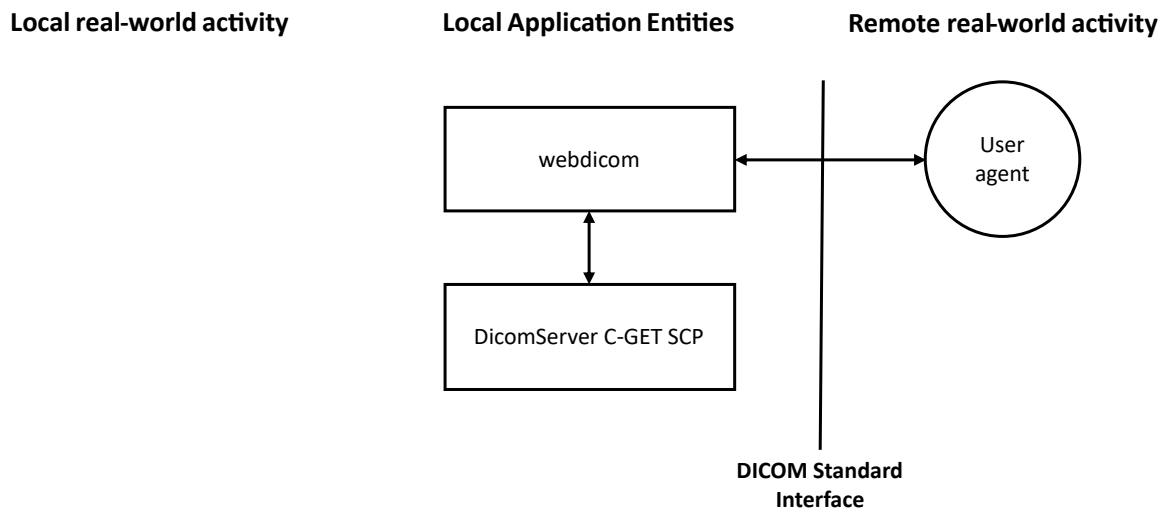 Local real-world activity
Local Application Entities
Remote real-world activity
webdicom
User
agent
DicomServer C-GET SCP
DICOM Standard
Interface